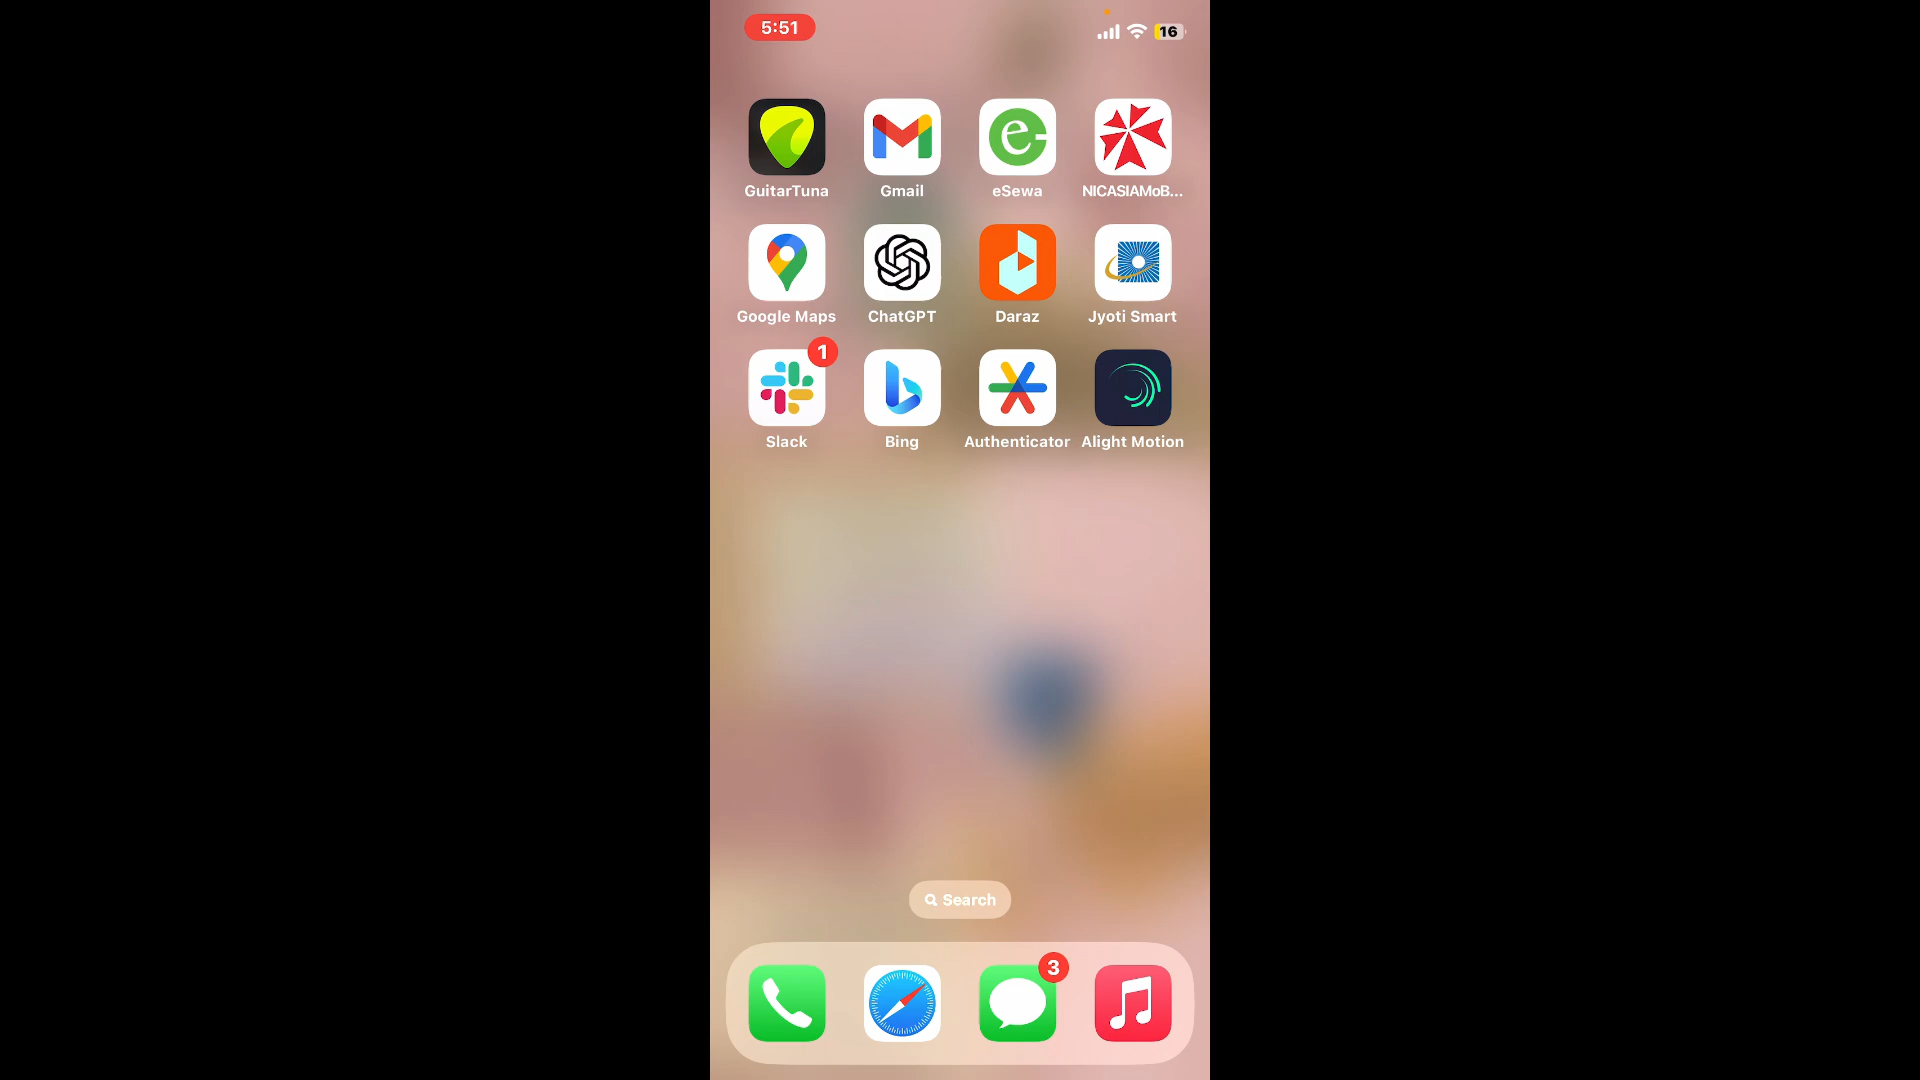 5:51
16
GuitarTuna
Gmail
eSewa
NICASIAMoB...
Google Maps
ChatGPT
Daraz
Jyoti Smart
1
Slack
Bing
Authenticator
Alight Motion
Search
3